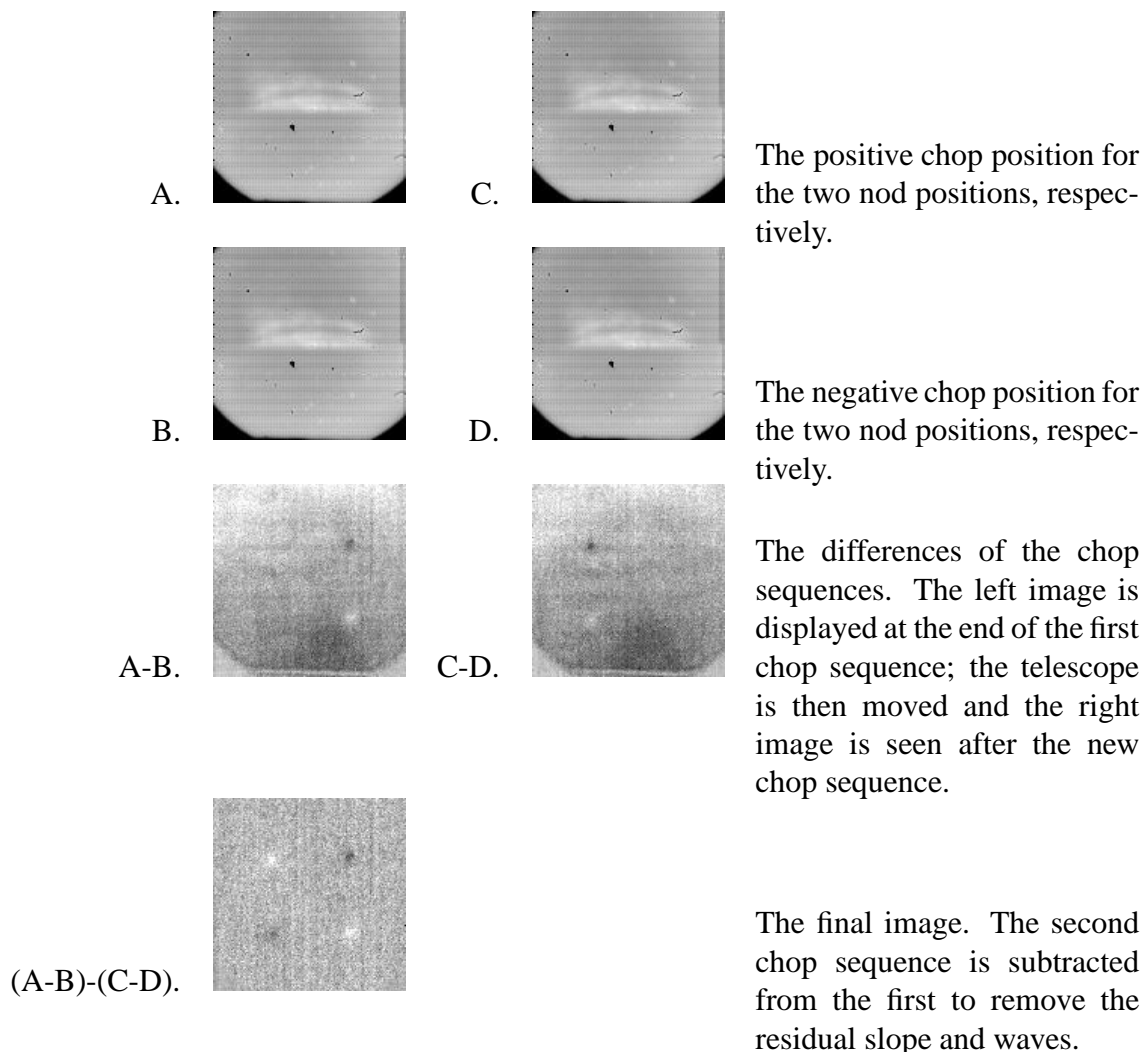 A.
C.
The positive chop position for
the two nod positions, respec-
tively.
B.
D.
The negative chop position for
the two nod positions, respec-
tively.
A-B.
C-D.
The differences of the chop
sequences. The left image is
displayed at the end of the first
chop sequence; the telescope
is then moved and the right
image is seen after the new
chop sequence.
(A-B)-(C-D).
The final image. The second
chop sequence is subtracted
from the first to remove the
residual slope and waves.